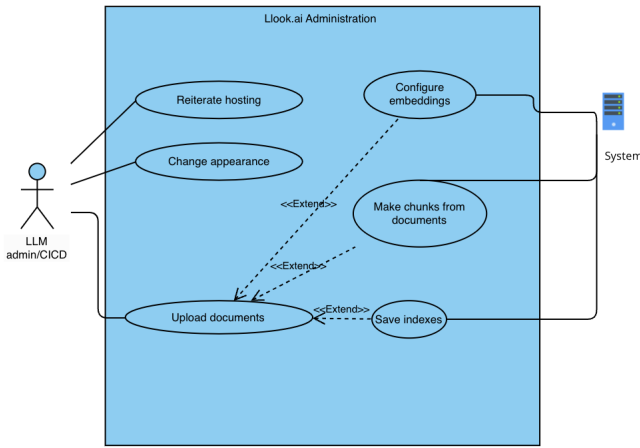 Llook.ai Administration
Reiterate hosting
Configure
embeddings
Change appearance
System
<<Extend>>
Make chunks from
documents
LLM
admin/CICD
<<Extend>>
<<Extend>>
Upload documents
Save indexes